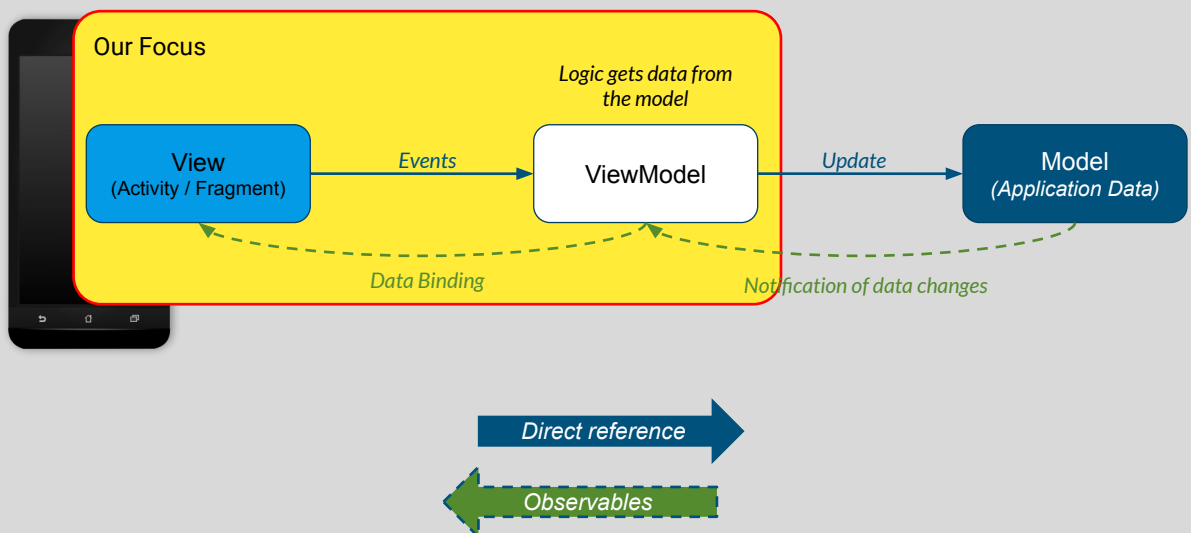 Our Focus
Logic gets data from
the model
View
(Activity / Fragment)
Events
ViewModel
Update
Model
(Application Data)
Data Binding
Notification of data changes
Direct reference
Observables